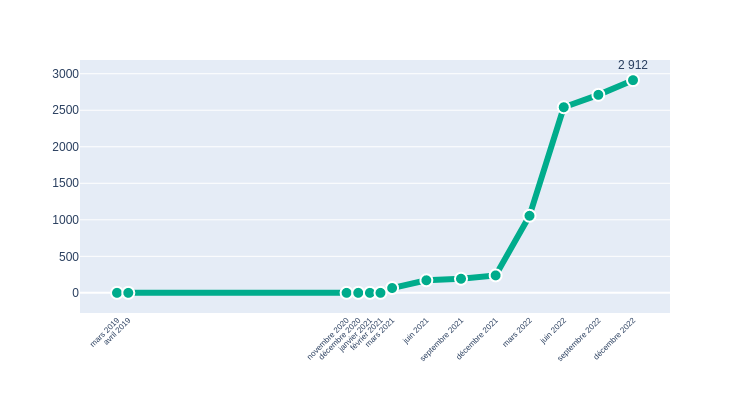 2 912
3000
2500
2000
1500
1000
500
0
mars 2019
avril 2019
novembre 2020
décembre 2020
janvier 2021
février 2021
mars 2021
juin 2021
septembre 2021
décembre 2021
mars 2022
juin 2022
septembre 2022
décembre 2022